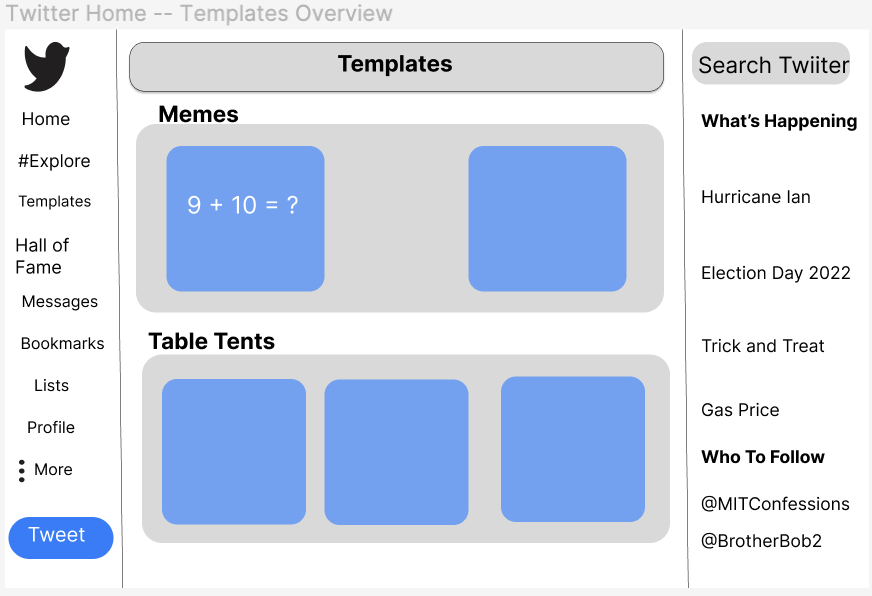 Twitter Home -- Templates Overview
Home
#Explore
Templates
Hall of
Fame
Messages
Bookmarks
Lists
Profile
More
Tweet
Templates
Memes
9 + 10 = ?
Table Tents
Search Twiiter
What's Happening
Hurricane Ian
Election Day 2022
Trick and Treat
Gas Price
Who To Follow
@MITConfessions
@BrotherBob2